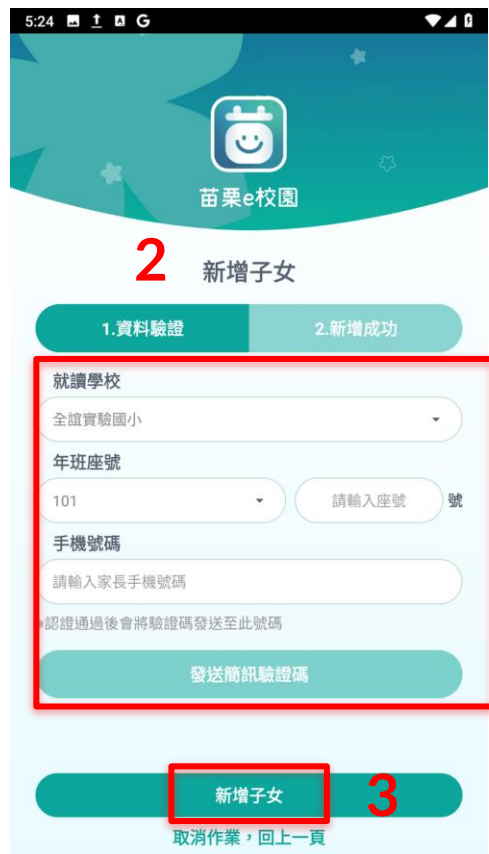 5:24
苗栗e校園
2
新增子女
1.資料驗證
2.新增成功
就讀學校
全誼實驗國小
年班座號
101
請輸入座號
號
手機號碼
請輸入家長手機號碼
*認證通過後會將驗證碼發送至此號碼
發送簡訊驗證碼
新增子女
3
取消作業，回上一頁